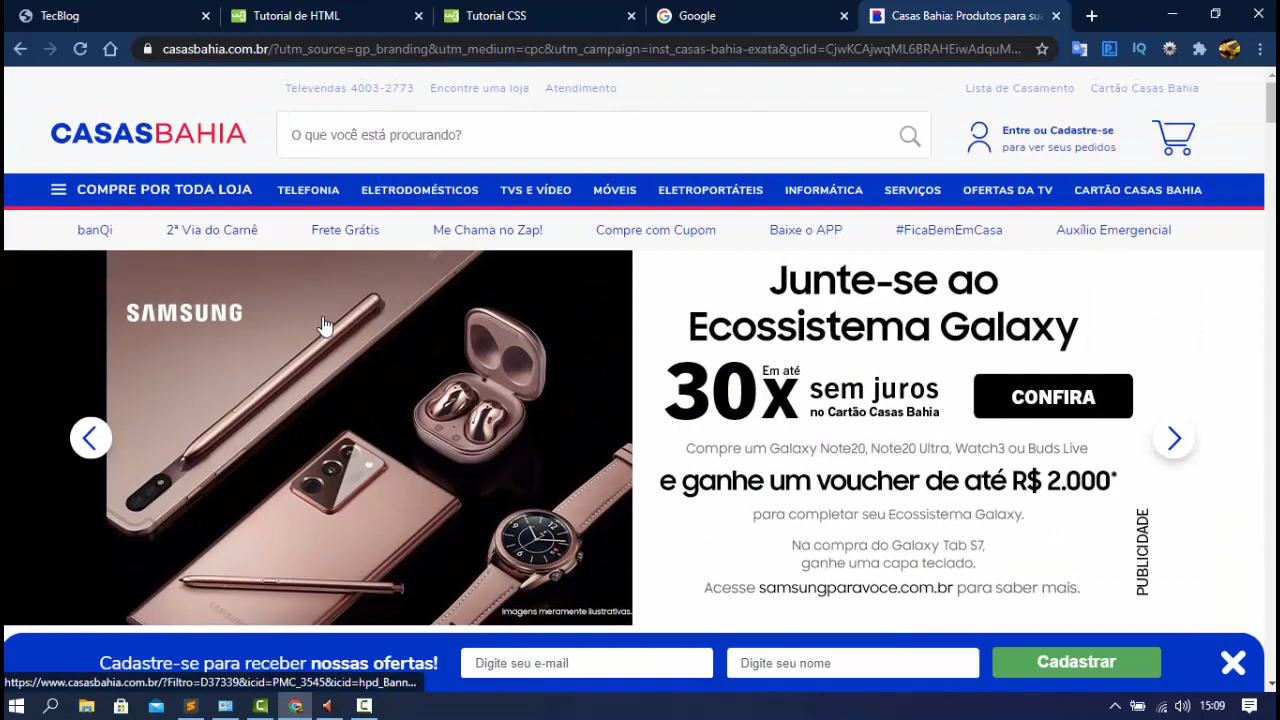 TecBlog
Tutorial de HTML
Tutorial CSS
Google
Casas Bahia: Produtos para sua
casasbahia.com.br/?utm_source=gp_branding&utm_medium=cpc&utm_campaign=inst_casas-bahia-exata&gclid=CjwKCAjwqML6BRAHEiwAdquM...
Televendas 4003-2773 Encontre uma loja Atendimento Lista de Casamento Cartão Casas Bahia
CASASBAHIA
O que você está procurando?
Entre ou Cadastre-se
para ver seus pedidos
COMPRE POR TODA LOJA TELEFONIA ELETRODOMÉSTICOS TVS E VÍDEO MÓVEIS ELETROPORTÁTEIS INFORMÁTICA SERVIÇOS OFERTAS DA TV CARTÃO CASAS BAHIA
banQi 2ª Via do Carnê Frete Grátis Me Chama no Zap! Compre com Cupom Baixe o APP #FicaBemEmCasa Auxílio Emergencial
SAMSUNG
Junte-se ao
Ecossistema Galaxy
Em até
30x sem juros
no Cartão Casas Bahia
CONFIRA
Compre um Galaxy Note20, Note20 Ultra, Watch3 ou Buds Live
e ganhe um voucher de até R$ 2.000*
para completar seu Ecossistema Galaxy.
Na compra do Galaxy Tab S7,
ganhe uma capa teclado.
Acesse samsungparavoce.com.br para saber mais.
PUBLICIDADE
Imagens meramente ilustrativas.
Cadastre-se para receber nossas ofertas!
Digite seu e-mail
Digite seu nome
Cadastrar
https://www.casasbahia.com.br/?Filtro=D37339&icid=PMC_3545&icid=hpd_Bann...
15:09